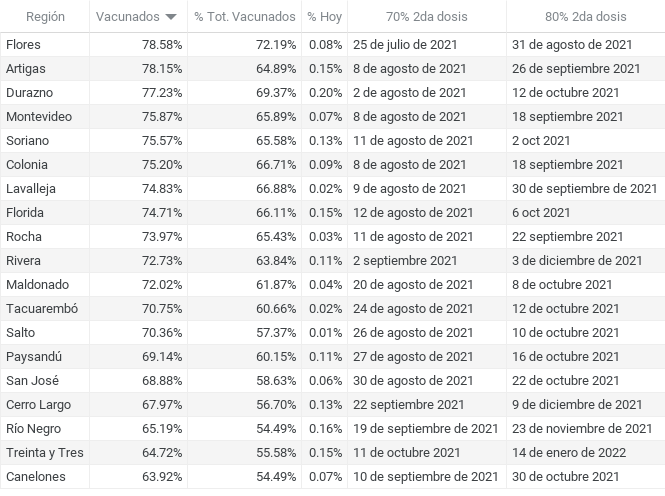 Región Vacunados % Tot. Vacunados % Hoy 70% 2da dosis 80% 2da dosis
Flores 78.58% 72.19% 0.08% 25 de julio de 2021 31 de agosto de 2021
Artigas 78.15% 64.89% 0.15% 8 de agosto de 2021 26 de septiembre de 2021
Durazno 77.23% 69.37% 0.20% 2 de agosto de 2021 12 de octubre de 2021
Montevideo 75.87% 65.89% 0.07% 8 de agosto de 2021 18 septiembre 2021
Soriano 75.57% 65.58% 0.13% 11 de agosto de 2021 2 oct 2021
Colonia 75.20% 66.71% 0.09% 8 de agosto de 2021 18 septiembre 2021
Lavalleja 74.83% 66.88% 0.02% 9 de agosto de 2021 30 de septiembre de 2021
Florida 74.71% 66.11% 0.15% 12 de agosto de 2021 6 oct 2021
Rocha 73.97% 65.43% 0.03% 11 de agosto de 2021 22 septiembre 2021
Rivera 72.73% 63.84% 0.11% 2 septiembre 2021 3 de diciembre de 2021
Maldonado 72.02% 61.87% 0.04% 20 de agosto de 2021 8 de octubre 2021
Tacuarembó 70.75% 60.66% 0.02% 24 de agosto de 2021 12 de octubre 2021
Salto 70.36% 57.37% 0.01% 26 de agosto de 2021 10 de octubre 2021
Paysandú 69.14% 60.15% 0.11% 27 de agosto de 2021 16 de octubre 2021
San José 68.88% 58.63% 0.06% 30 de agosto de 2021 22 de octubre 2021
Cerro Largo 67.97% 56.70% 0.13% 22 septiembre 2021 9 de diciembre de 2021
Río Negro 65.19% 54.49% 0.16% 19 de septiembre de 2021 23 de noviembre de 2021
Treinta y Tres 64.72% 55.58% 0.15% 11 de octubre 2021 14 de enero de 2022
Canelones 63.92% 54.49% 0.07% 10 de septiembre de 2021 30 de octubre 2021